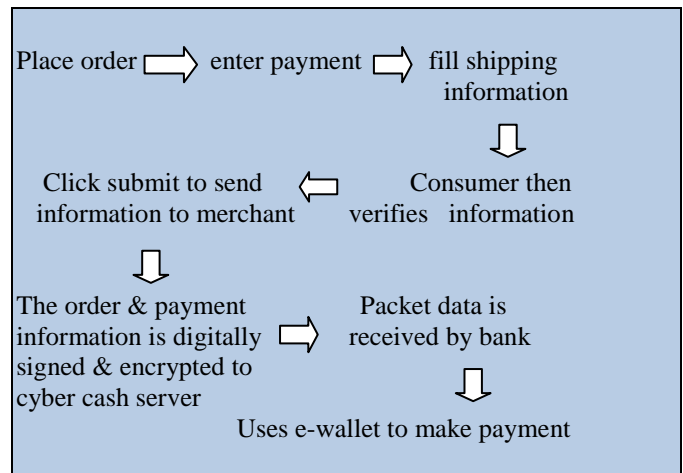 Place order
enter payment
fill shipping
information
Consumer then
verifies information
Click submit to send
information to merchant
The order & payment
information is digitally
signed & encrypted to
cyber cash server
Packet data is
received by bank
Uses e-wallet to make payment